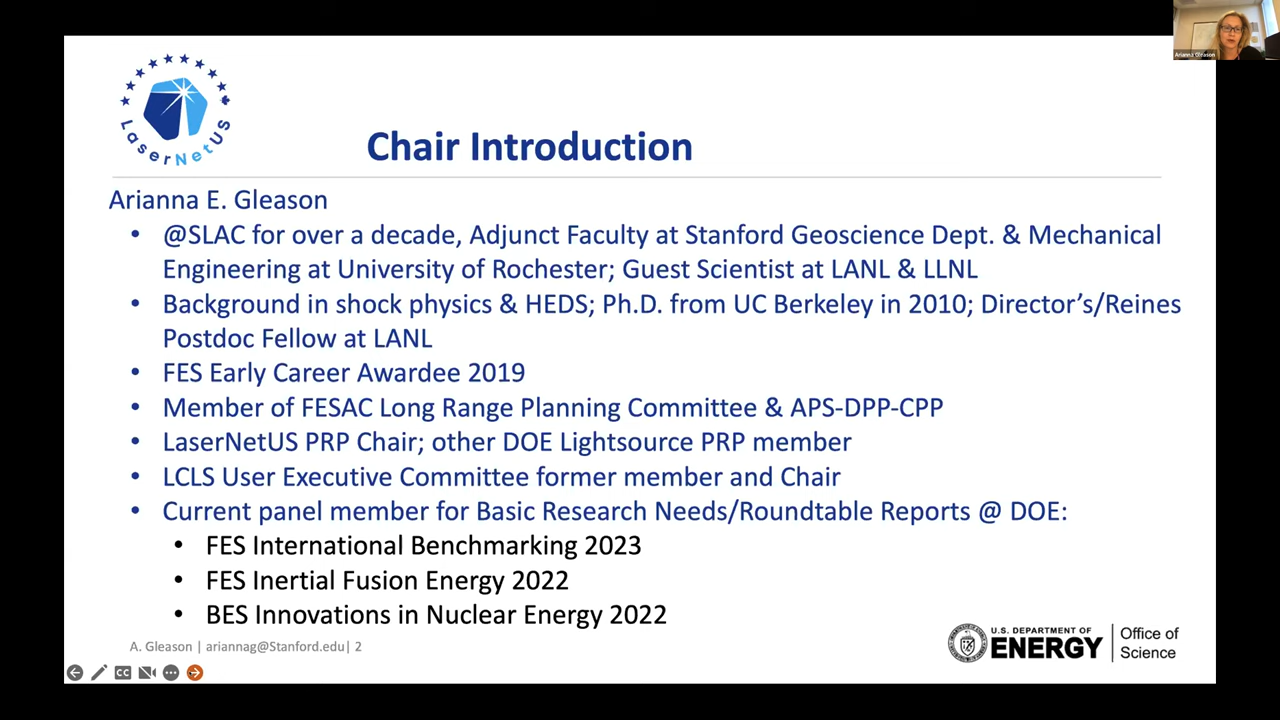 Arianna Gleason
LaserNetUS
Chair Introduction
Arianna E. Gleason
• @SLAC for over a decade, Adjunct Faculty at Stanford Geoscience Dept. & Mechanical
Engineering at University of Rochester; Guest Scientist at LANL & LLNL
• Background in shock physics & HEDS; Ph.D. from UC Berkeley in 2010; Director’s/Reines
Postdoc Fellow at LANL
• FES Early Career Awardee 2019
• Member of FESAC Long Range Planning Committee & APS-DPP-CPP
• LaserNetUS PRP Chair; other DOE Lightsource PRP member
• LCLS User Executive Committee former member and Chair
• Current panel member for Basic Research Needs/Roundtable Reports @ DOE:
• FES International Benchmarking 2023
• FES Inertial Fusion Energy 2022
• BES Innovations in Nuclear Energy 2022
A. Gleason | ariannag@Stanford.edu| 2
U.S. DEPARTMENT OF
ENERGY
Office of
Science
CC